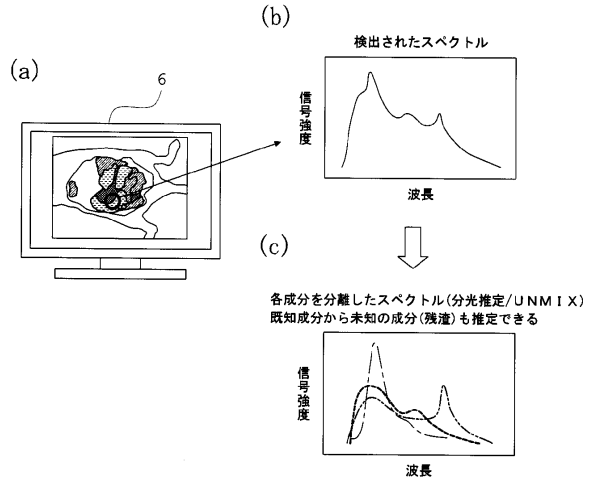 (a)
6
(b)
検出されたスペクトル
信号強度
波長
(c)
各成分を分離したスペクトル(分光推定/UNMIX)
既知成分から未知の成分(残渣)も推定できる
信号強度
波長